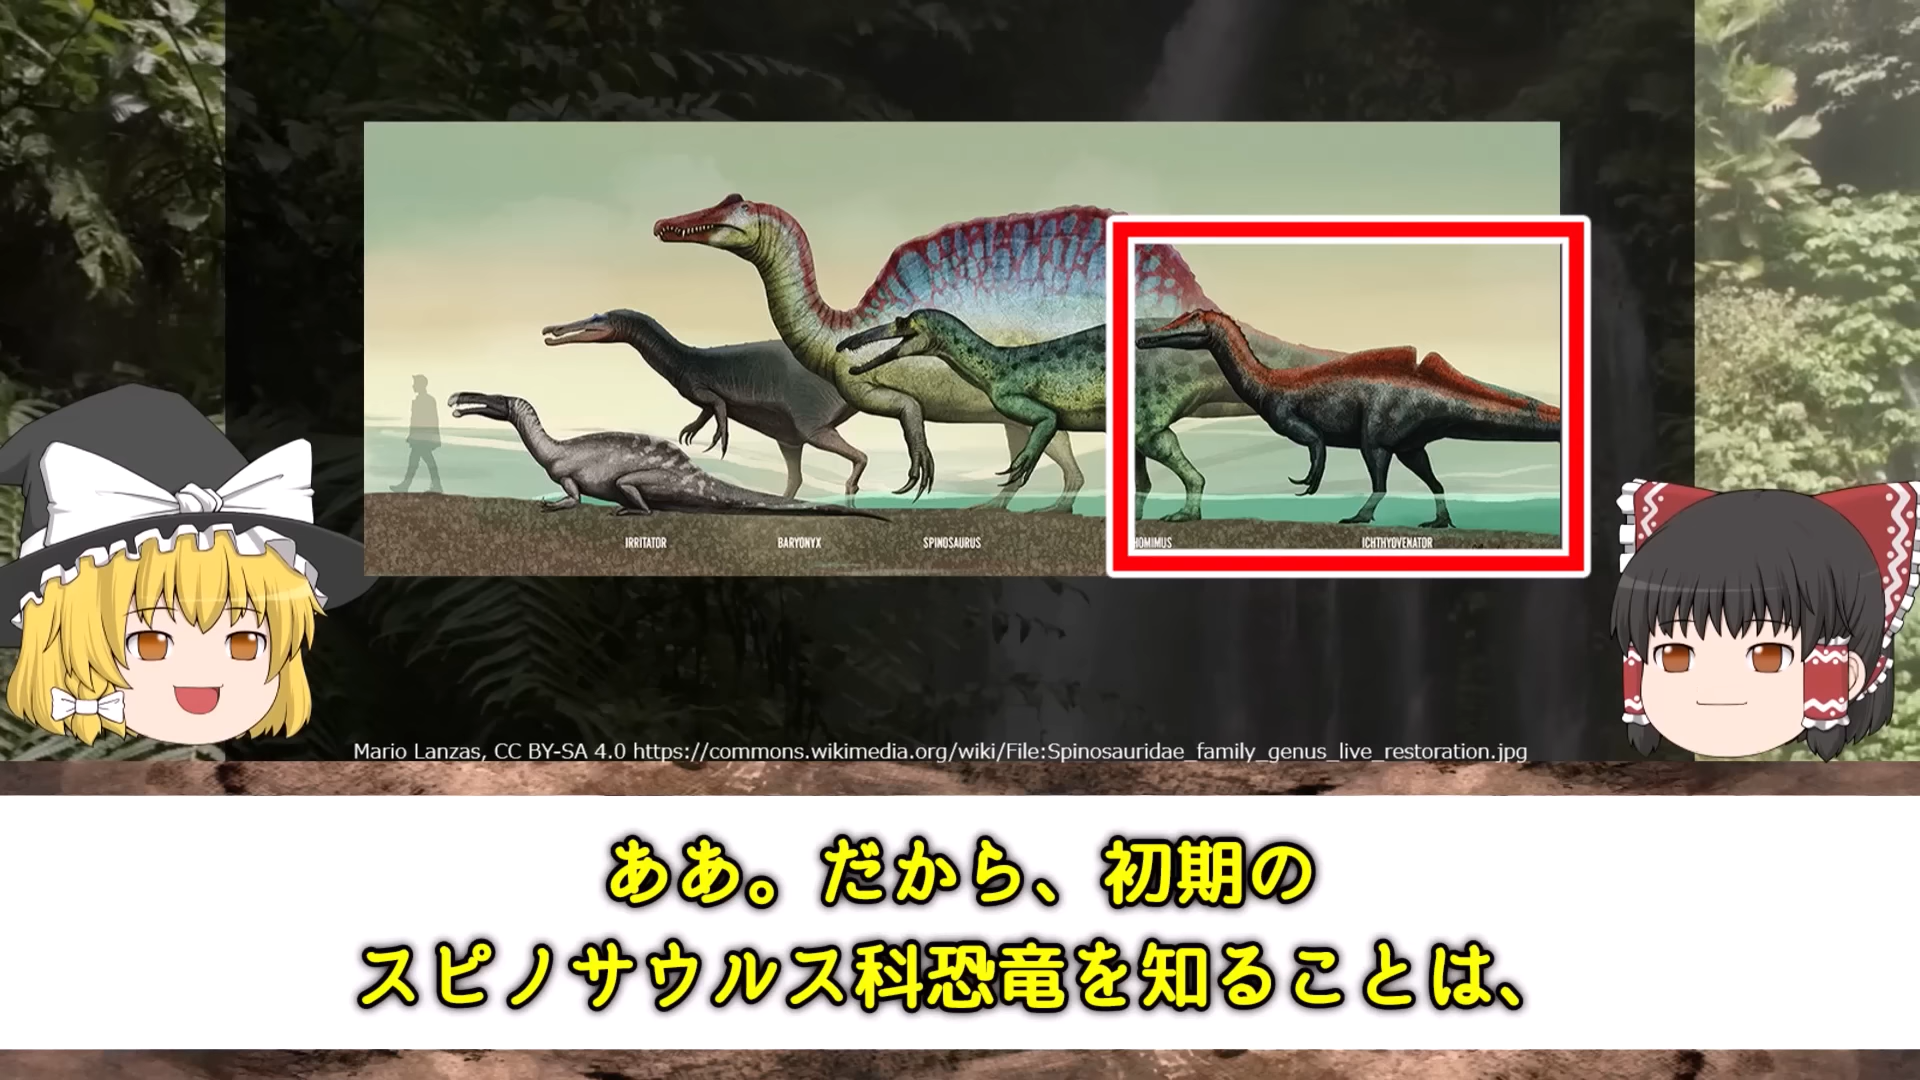 IRRITATOR
BARYONYX
SPINOSAURUS
HOMIMUS
ICHTHYOVENATOR
Mario Lanzas, CC BY-SA 4.0 https://commons.wikimedia.org/wiki/File:Spinosauridae_family_genus_live_restoration.jpg
ああ。だから、初期の
スピノサウルス科恐竜を知ることは、